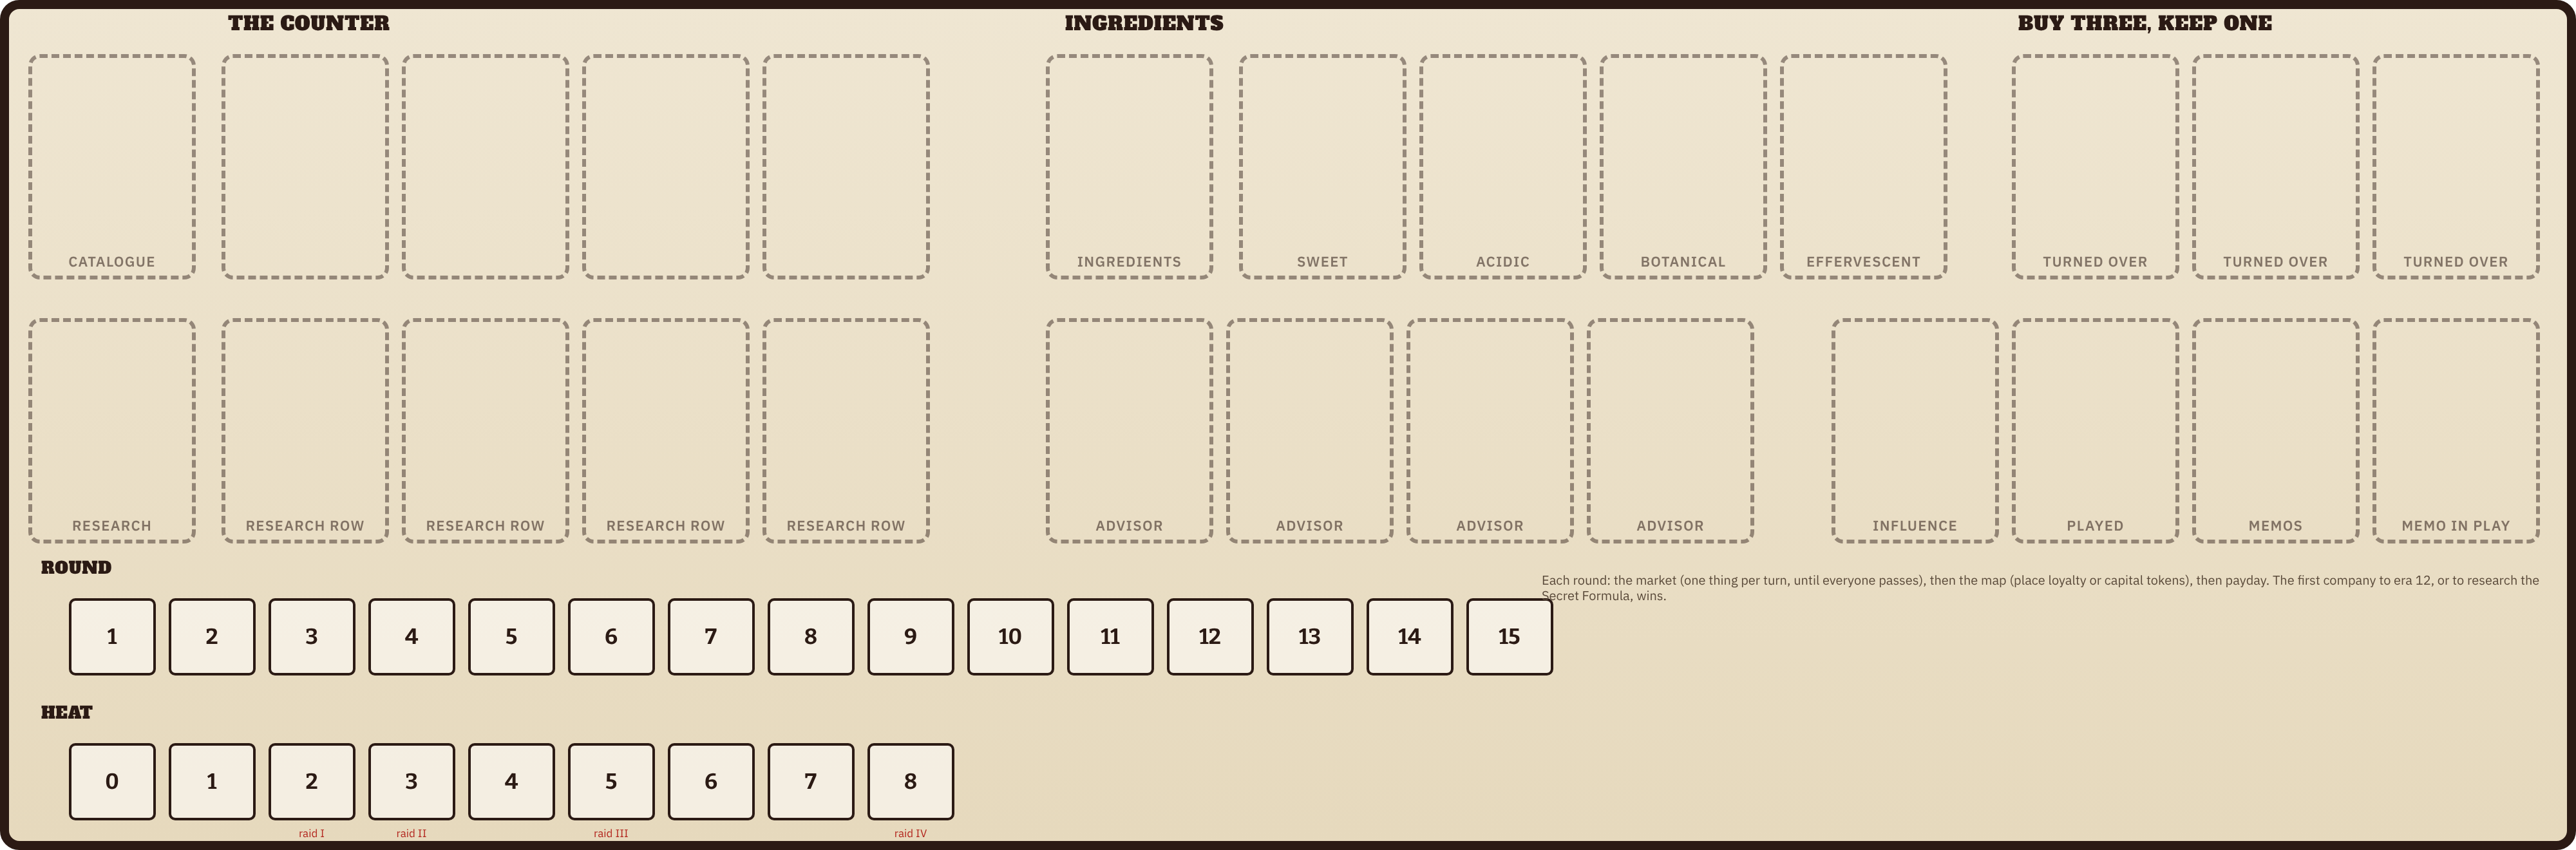 THE COUNTER
INGREDIENTS
BUY THREE, KEEP ONE
CATALOGUE
INGREDIENTS
SWEET
ACIDIC
BOTANICAL
EFFERVESCENT
TURNED OVER
TURNED OVER
TURNED OVER
RESEARCH
RESEARCH ROW
RESEARCH ROW
RESEARCH ROW
RESEARCH ROW
ADVISOR
ADVISOR
ADVISOR
ADVISOR
INFLUENCE
PLAYED
MEMOS
MEMO IN PLAY
ROUND
Each round: the market (one thing per turn, until everyone passes), then the map (place loyalty or capital tokens), then payday. The first company to era 12, or to research the
Secret Formula, wins.
1
2
3
4
5
6
7
8
9
10
11
12
13
14
15
HEAT
0
1
2
3
4
5
6
7
8
raid I
raid II
raid III
raid IV